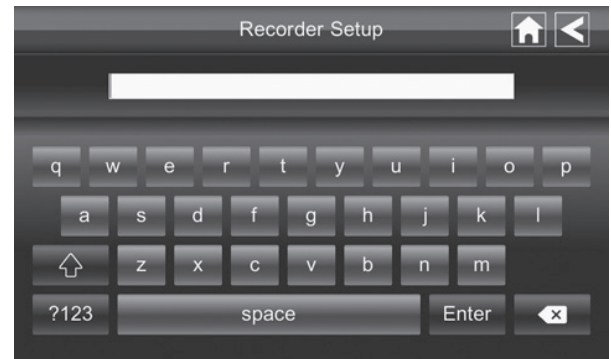 Recorder Setup
q w e r t y u i o p
a s d f g h j k l
z x c v b n m
?123 space Enter